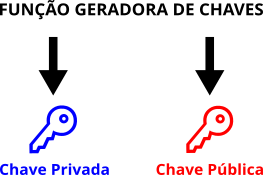 FUNÇÃO GERADORA DE CHAVES
Chave Privada
Chave Pública